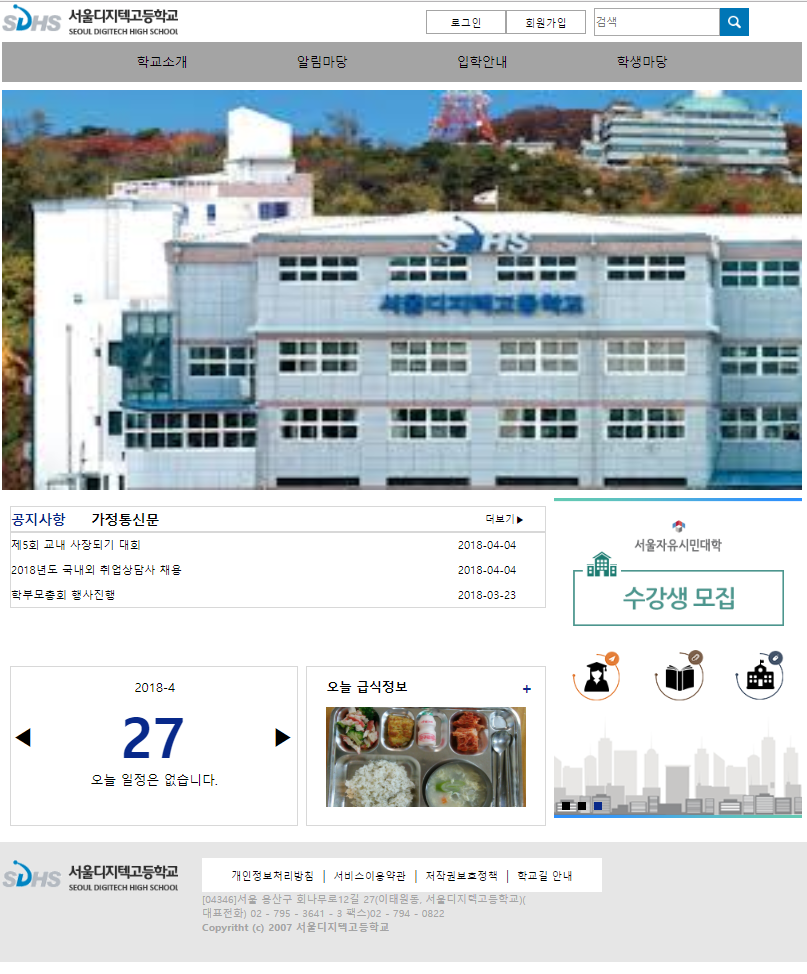 SDHS 서울디지텍고등학교
SEOUL DIGITECH HIGH SCHOOL
로그인 회원가입 검색
학교소개 알림마당 입학안내 학생마당
SDHS
서울디지텍고등학교
공지사항 가정통신문 더보기▶
제5회 교내 사장되기 대회 2018-04-04
2018년도 국내외 취업상담사 채용 2018-04-04
학부모총회 행사진행 2018-03-23
서울자유시민대학
수강생 모집
2018-4
◀ 27 ▶
오늘 일정은 없습니다.
오늘 급식정보 +
SDHS 서울디지텍고등학교
SEOUL DIGITECH HIGH SCHOOL
개인정보처리방침 | 서비스이용약관 | 저작권보호정책 | 학교길 안내
[04346]서울 용산구 회나무로12길 27(이태원동, 서울디지텍고등학교)(
대표전화) 02 - 795 - 3641 - 3 팩스)02 - 794 - 0822
Copyritht (c) 2007 서울디지텍고등학교